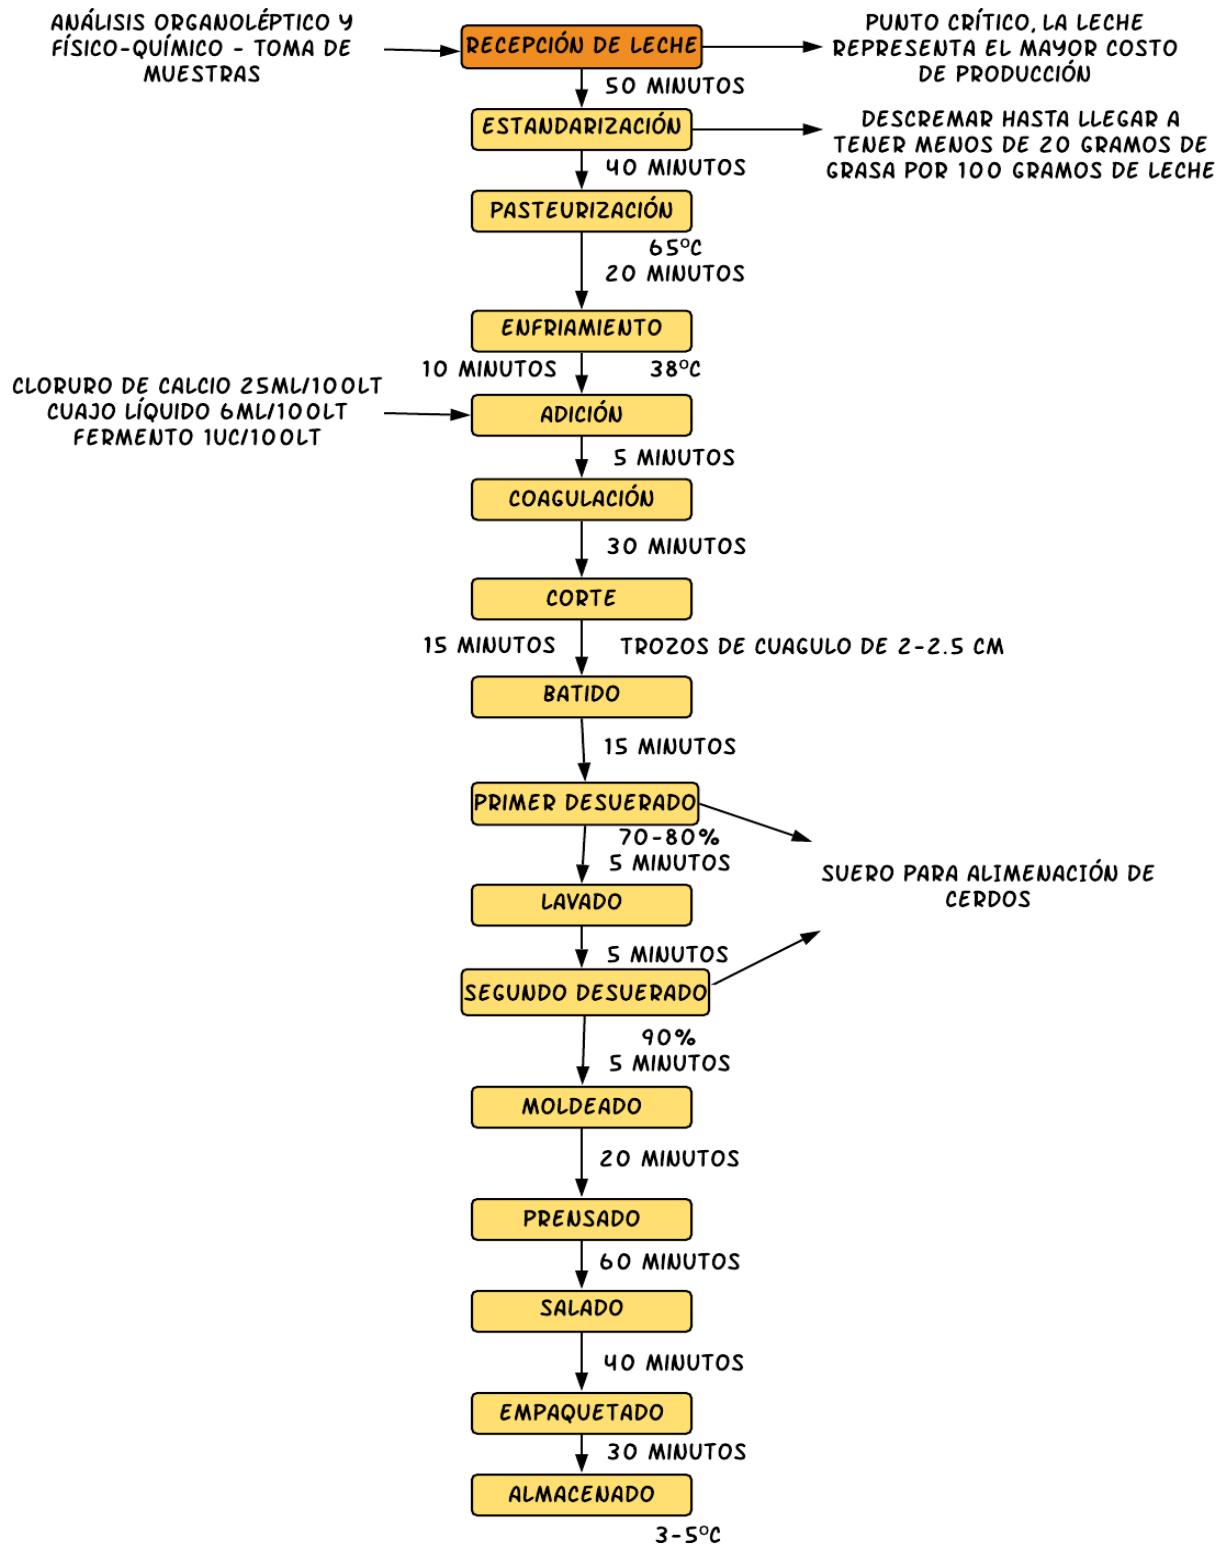 ANÁLISIS ORGANOLÉPTICO Y
FÍSICO-QUÍMICO - TOMA DE
MUESTRAS
RECEPCIÓN DE LECHE
PUNTO CRÍTICO, LA LECHE
REPRESENTA EL MAYOR COSTO
DE PRODUCCIÓN
50 MINUTOS
ESTANDARIZACIÓN
DESCREMAR HASTA LLEGAR A
TENER MENOS DE 20 GRAMOS DE
GRASA POR 100 GRAMOS DE LECHE
40 MINUTOS
PASTEURIZACIÓN
65°C
20 MINUTOS
ENFRIAMIENTO
10 MINUTOS
38°C
CLORURO DE CALCIO 25ML/100LT
CUAJO LÍQUIDO 6ML/100LT
FERMENTO 1UC/100LT
ADICIÓN
5 MINUTOS
COAGULACIÓN
30 MINUTOS
CORTE
15 MINUTOS
TROZOS DE CUAGULO DE 2-2.5 CM
BATIDO
15 MINUTOS
PRIMER DESUERADO
70-80%
5 MINUTOS
SUERO PARA ALIMENACIÓN DE
CERDOS
LAVADO
5 MINUTOS
SEGUNDO DESUERADO
90%
5 MINUTOS
MOLDEADO
20 MINUTOS
PRENSADO
60 MINUTOS
SALADO
40 MINUTOS
EMPAQUETADO
30 MINUTOS
ALMACENADO
3-5°C